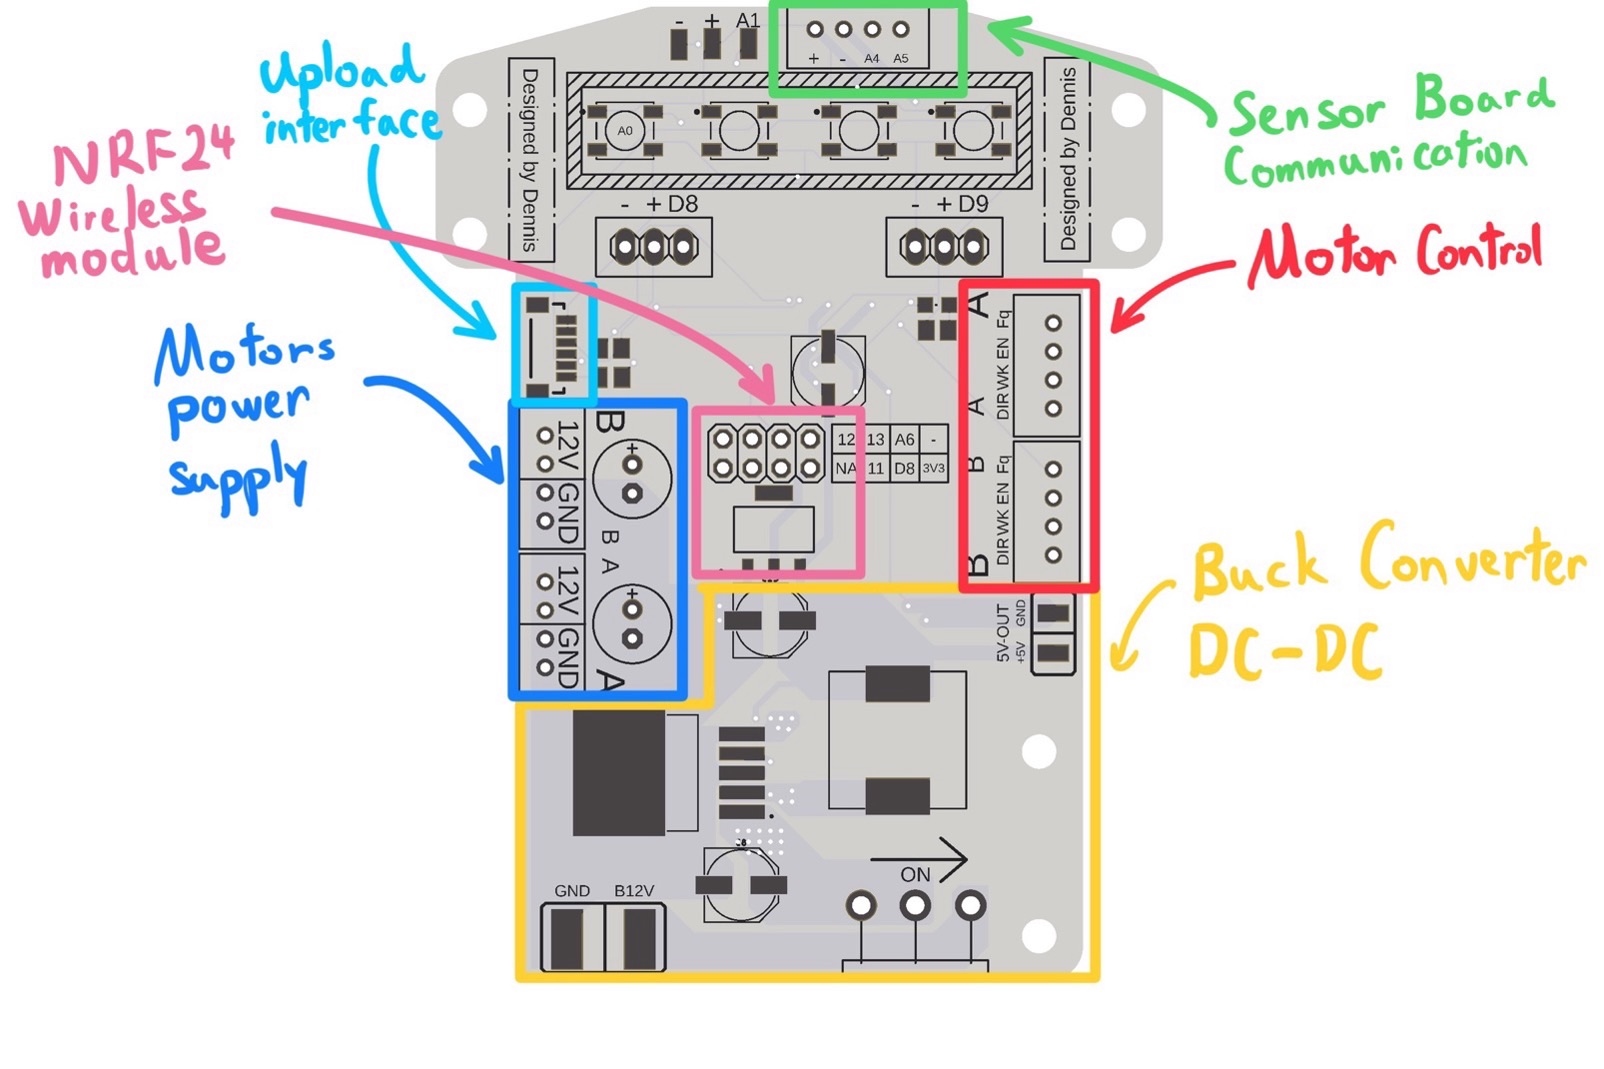 - + A1
+ - A4 A5
Upload
interface
NRF24
Wireless
module
Sensor Board
Communication
Designed by Dennis
Designed by Dennis
A0
- + D8
- + D9
Motor Control
Motors
power
supply
A
Fq
EN
WK
DIR
A
B
Fq
EN
WK
DIR
B
12V
GND
B
+
B
A
12V
GND
+
A
12 13 A6 -
NA 11 D8 3V3
Buck Converter
DC-DC
5V-OUT
GND
+5V
ON
GND B12V